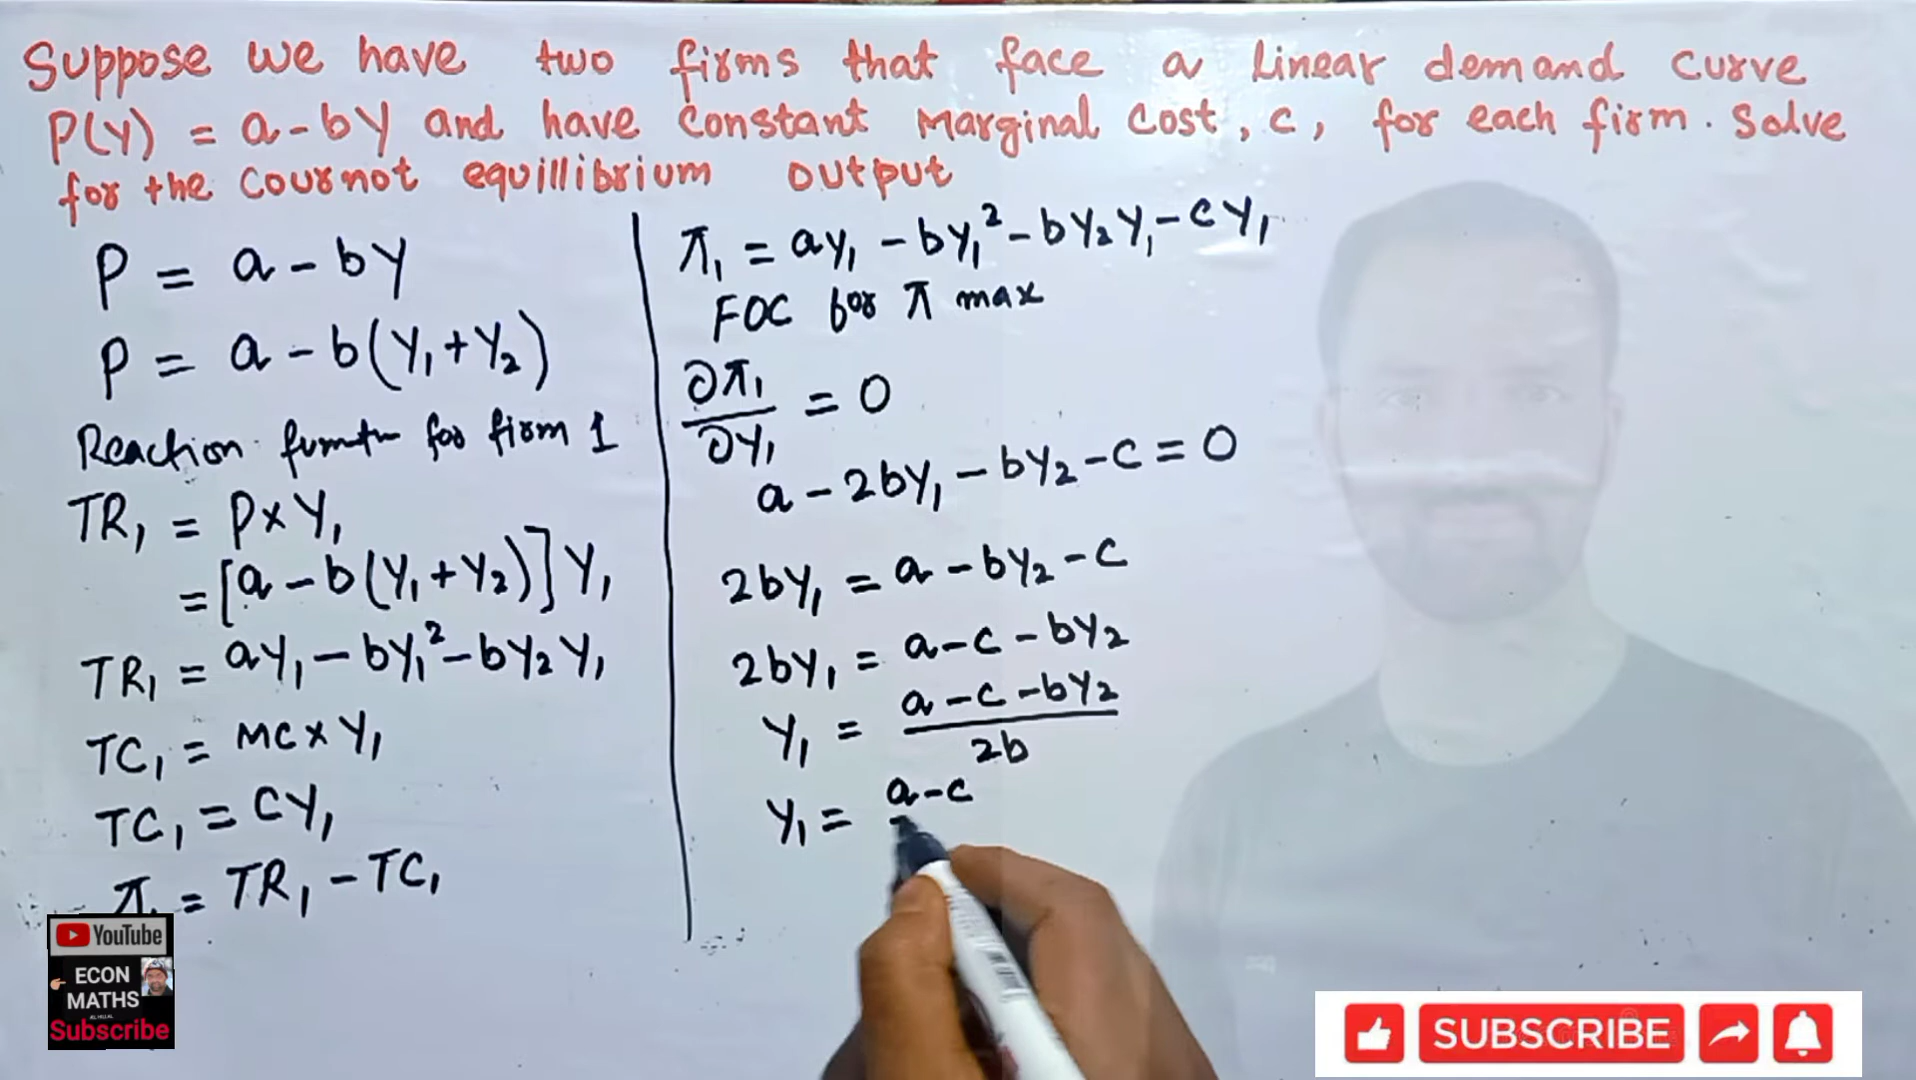 Suppose we have two firms that face a linear demand curve
P(Y) = a - bY and have constant marginal cost, c, for each firm. Solve
for the cournot equillibrium output
P = a - bY
P = a - b(Y₁ + Y₂)
Reaction for firm 1
TR₁ = P × Y₁
= [a - b(Y₁ + Y₂)] Y₁
TR₁ = aY₁ - bY₁² - bY₂Y₁
TC₁ = MC × Y₁
TC₁ = CY₁
π₁ = TR₁ - TC₁
π₁ = aY₁ - bY₁² - bY₂Y₁ - CY₁
FOC for π max
∂π₁/∂Y₁ = 0
a - 2bY₁ - bY₂ - c = 0
2bY₁ = a - bY₂ - c
2bY₁ = a - c - bY₂
Y₁ = (a - c - bY₂)/2b
Y₁ = a - c
YouTube
ECON
MATHS
Subscribe
SUBSCRIBE